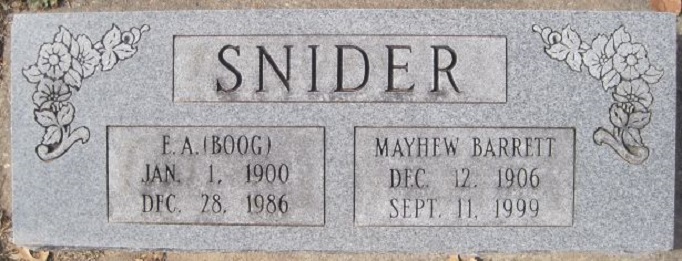 SNIDER
E.A.(BOOG)
JAN. 1, 1900
DEC. 28, 1986
MAYHEW BARRETT
DEC. 12, 1906
SEPT. 11, 1999